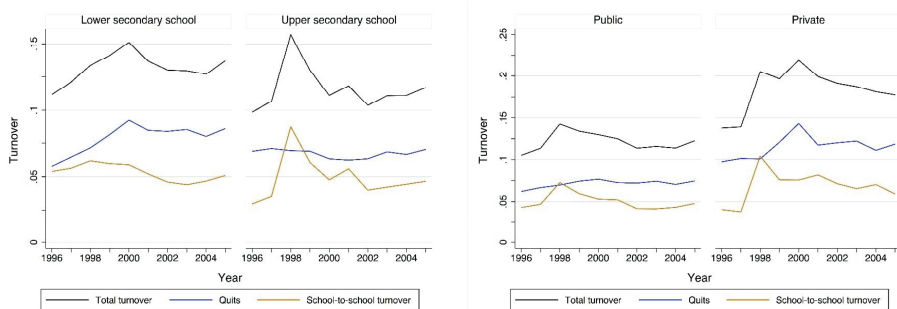 Lower secondary school
Upper secondary school
Turnover
.15
.1
.05
0
1996 1998 2000 2002 2004
1996 1998 2000 2002 2004
Year
Total turnover Quits School-to-school turnover
Public
Private
Turnover
.25
.2
.15
.1
.05
0
1996 1998 2000 2002 2004
1996 1998 2000 2002 2004
Year
Total turnover Quits School-to-school turnover